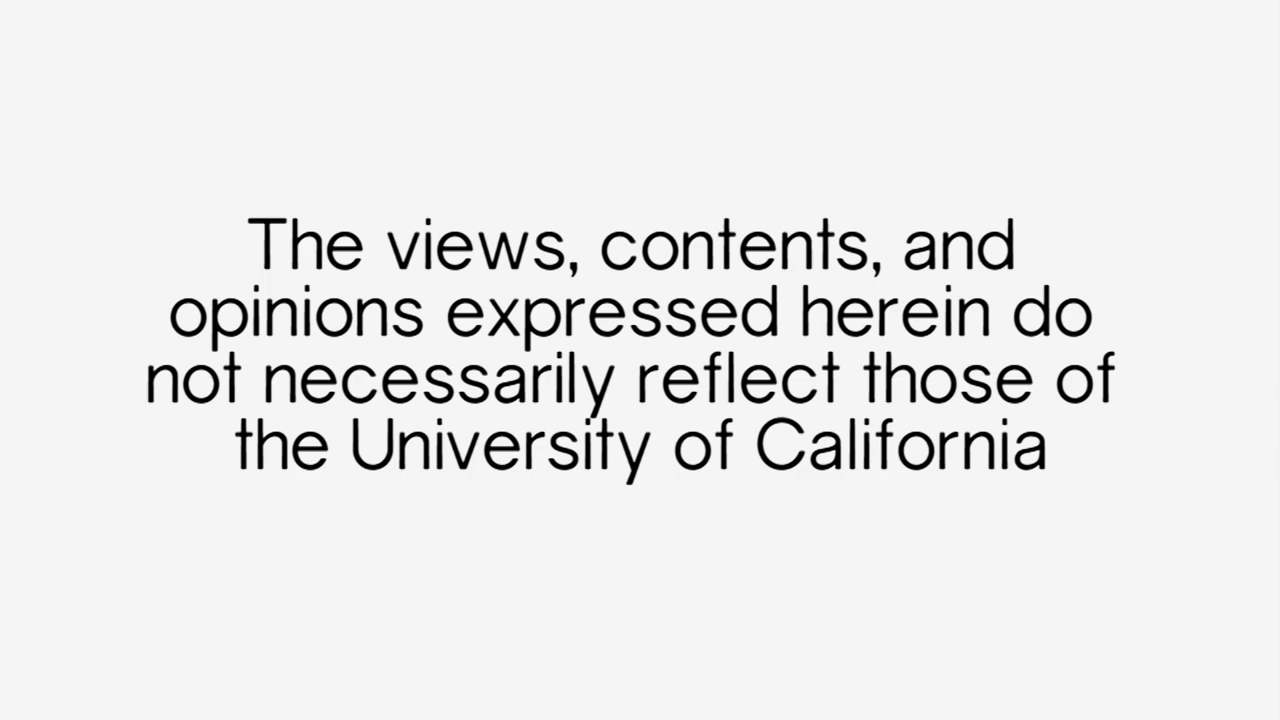 The views, contents, and
opinions expressed herein do
not necessarily reflect those of
the University of California